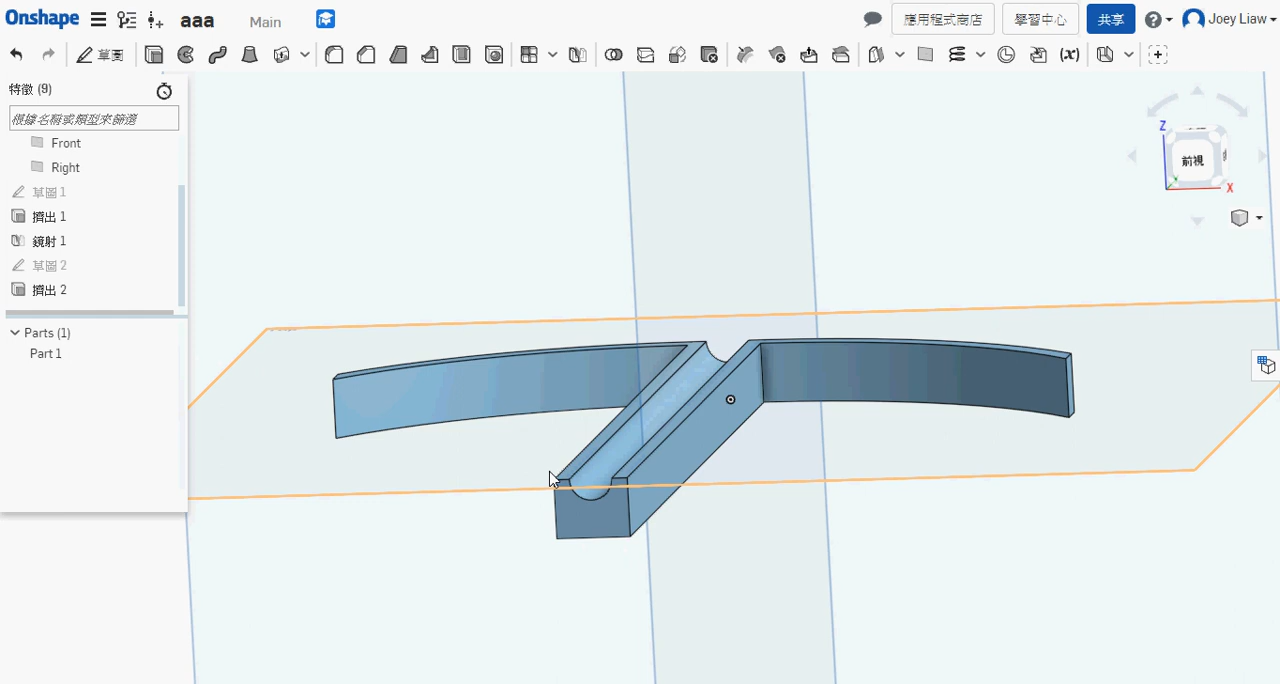 Onshape aaa Main 應用程式商店 學習中心 共享 Joey Liaw
草圖 (x)
特徵 (9)
根據名稱或類型來篩選
Front
Right
草圖 1
擠出 1
鏡射 1
草圖 2
擠出 2
Parts (1)
Part 1
Z
前視
X